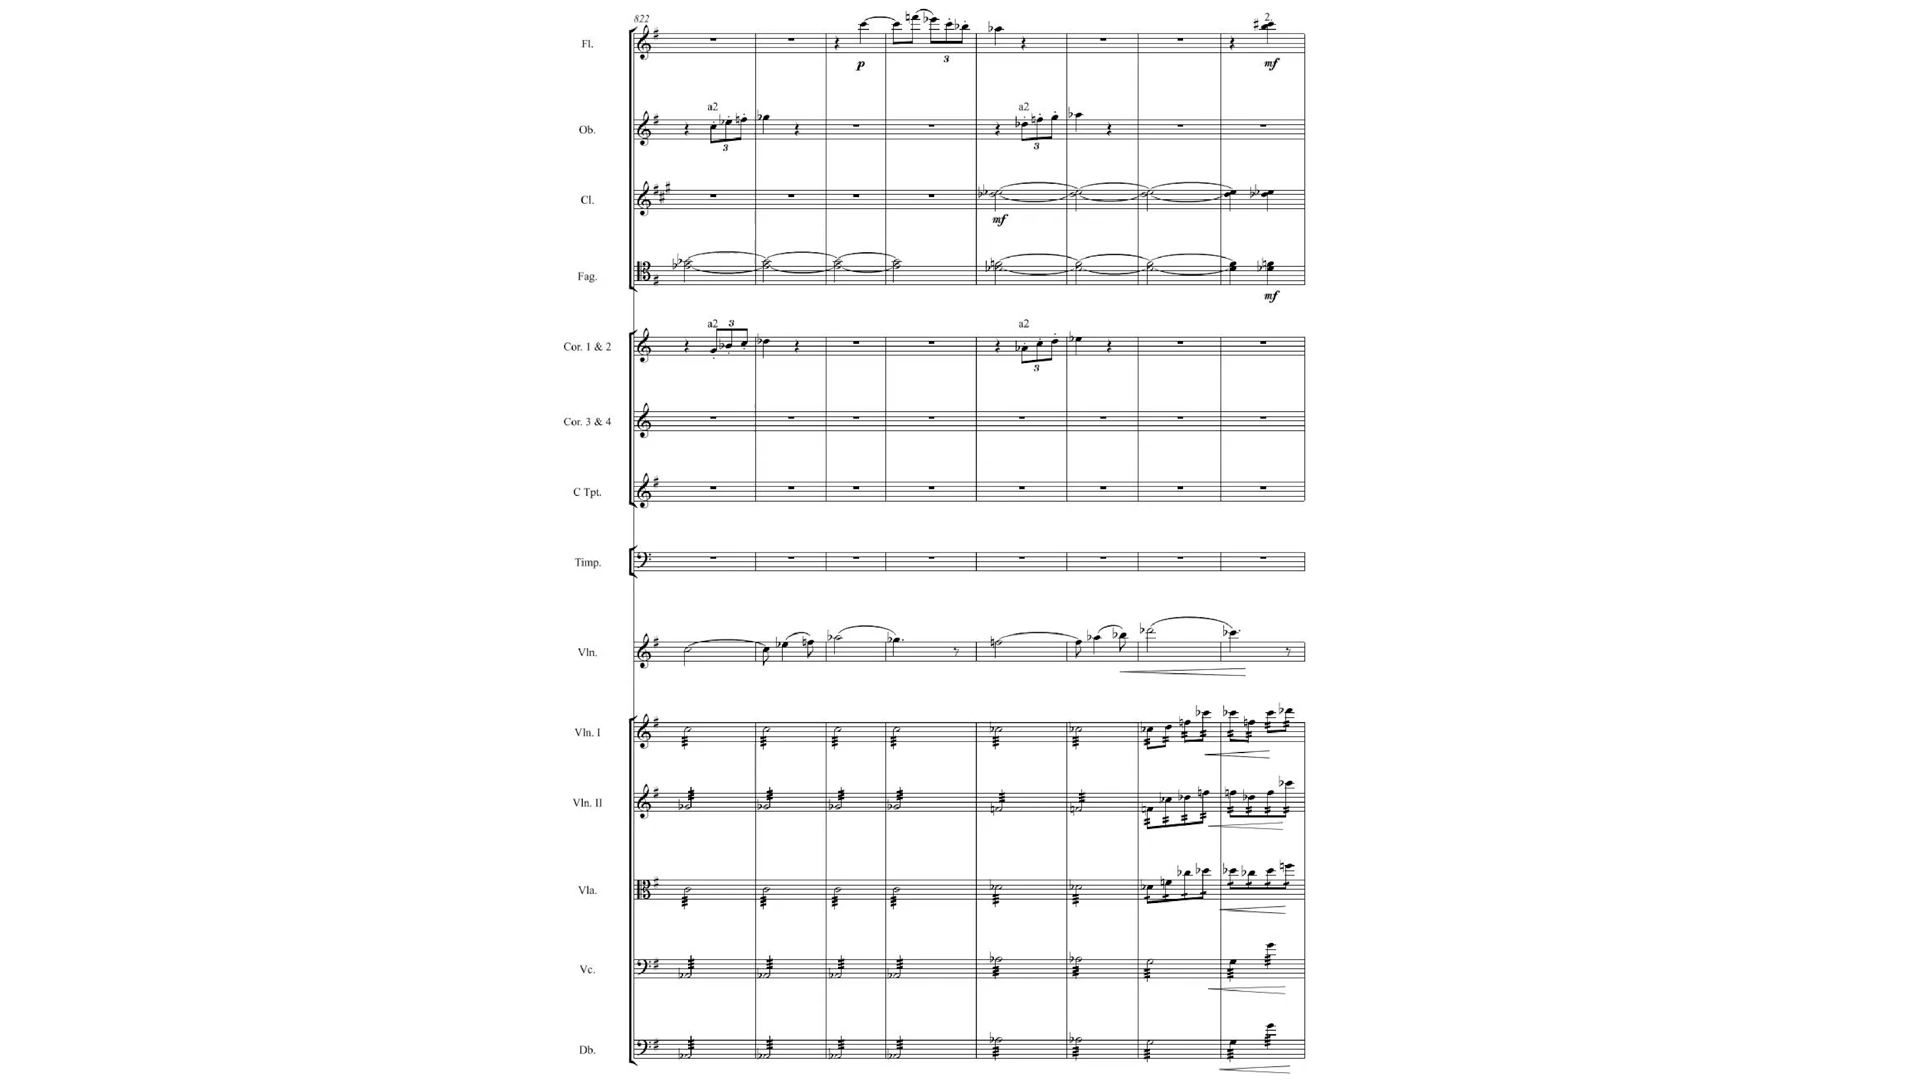 822
2.
Fl.
3
p
mf
a2
a2
Ob.
3
3
Cl.
mf
Fag.
mf
a2
3
a2
Cor. 1 & 2
3
Cor. 3 & 4
C Tpt.
Timp.
Vln.
Vln. I
Vln. II
Vla.
Vc.
Db.